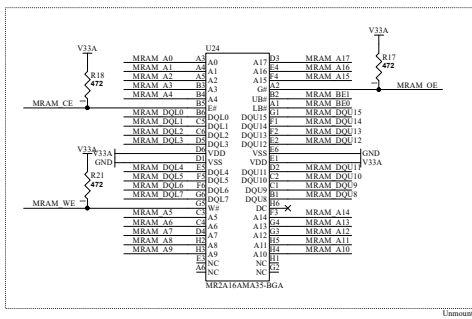 V33A
R17
472
U24
V33A
R18
472
MRAM_A0 A3 A0 A17 D3 MRAM_A17
MRAM_A1 A4 A1 A16 E4 MRAM_A16
MRAM_A2 A5 A2 A15 F4 MRAM_A15
MRAM_A3 B3 A3 G# A2 MRAM_OE
MRAM_A4 B4 A4 UB# B2 MRAM_BE1
MRAM_CE B5 E# LB# A1 MRAM_BE0
MRAM_DQL0 B6 DQL0 DQU15 G1 MRAM_DQU15
MRAM_DQL1 C5 DQL1 DQU14 F1 MRAM_DQU14
MRAM_DQL2 C6 DQL2 DQU13 F2 MRAM_DQU13
MRAM_DQL3 D5 DQL3 DQU12 E2 MRAM_DQU12
V33A D6 VDD VSS E6 GND
GND D1 VSS VDD E1 V33A
MRAM_DQL4 E5 DQL4 DQU11 D2 MRAM_DQU11
MRAM_DQL5 F5 DQL5 DQU10 C2 MRAM_DQU10
MRAM_DQL6 F6 DQL6 DQU9 C1 MRAM_DQU9
MRAM_DQL7 G6 DQL7 DQU8 B1 MRAM_DQU8
R21
472
MRAM_WE G5 W# DC H6
MRAM_A5 C3 A5 A14 F3 MRAM_A14
MRAM_A6 C4 A6 A13 G4 MRAM_A13
MRAM_A7 D4 A7 A12 G3 MRAM_A12
MRAM_A8 H2 A8 A11 H5 MRAM_A11
MRAM_A9 H3 A9 A10 H4 MRAM_A10
E3 NC NC H1
A6 NC NC G2
MR2A16AMA35-BGA
Unmount